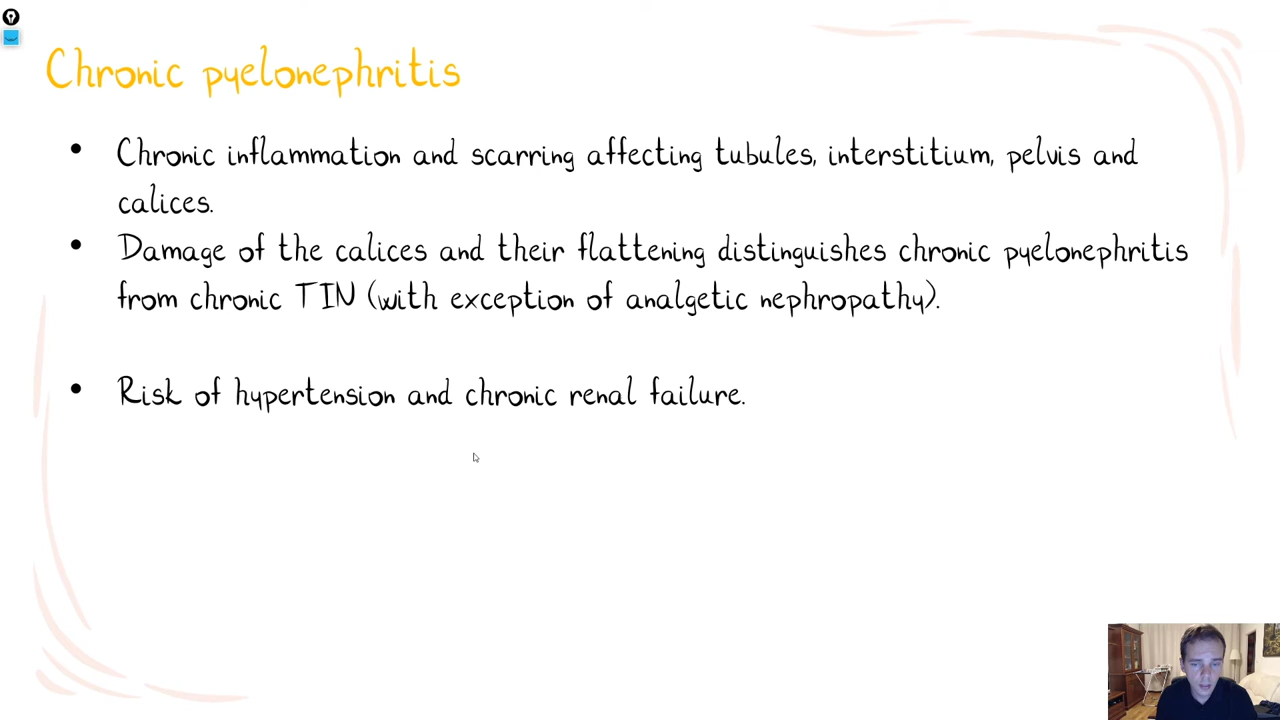 Chronic pyelonephritis
• Chronic inflammation and scarring affecting tubules, interstitium, pelvis and
calices.
• Damage of the calices and their flattening distinguishes chronic pyelonephritis
from chronic TIN (with exception of analgetic nephropathy).
• Risk of hypertension and chronic renal failure.